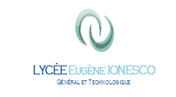 LYCÉE EUGÈNE IONESCO
GÉNÉRAL ET TECHNOLOGIQUE